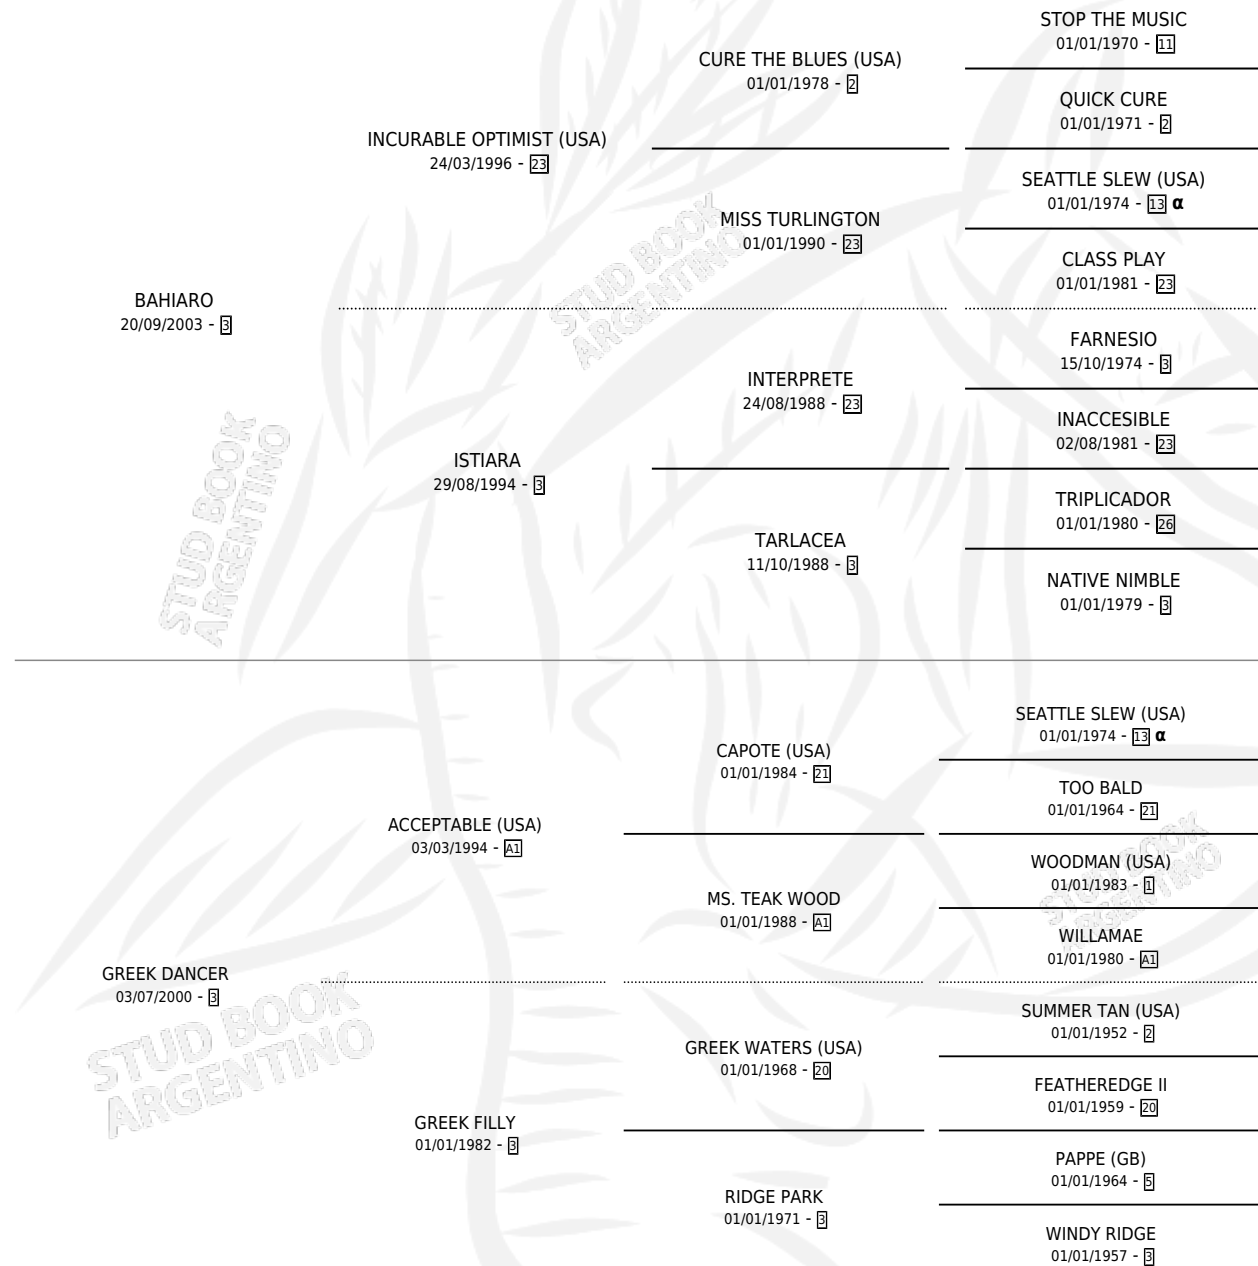 STOP THE MUSIC
01/01/1970 - 11
CURE THE BLUES (USA)
01/01/1978 - 2
QUICK CURE
01/01/1971 - 2
INCURABLE OPTIMIST (USA)
24/03/1996 - 23
SEATTLE SLEW (USA)
01/01/1974 - 13 α
MISS TURLINGTON
01/01/1990 - 23
CLASS PLAY
01/01/1981 - 23
BAHIARO
20/09/2003 - 3
FARNESIO
15/10/1974 - 3
INTERPRETE
24/08/1988 - 23
INACCESIBLE
02/08/1981 - 23
ISTIARA
29/08/1994 - 3
TRIPLICADOR
01/01/1980 - 26
TARLACEA
11/10/1988 - 3
NATIVE NIMBLE
01/01/1979 - 3
SEATTLE SLEW (USA)
01/01/1974 - 13 α
CAPOTE (USA)
01/01/1984 - 21
TOO BALD
01/01/1964 - 21
ACCEPTABLE (USA)
03/03/1994 - A1
WOODMAN (USA)
01/01/1983 - 1
MS. TEAK WOOD
01/01/1988 - A1
WILLAMAE
01/01/1980 - A1
GREEK DANCER
03/07/2000 - 3
SUMMER TAN (USA)
01/01/1952 - 2
GREEK WATERS (USA)
01/01/1968 - 20
FEATHEREDGE II
01/01/1959 - 20
GREEK FILLY
01/01/1982 - 3
PAPPE (GB)
01/01/1964 - 5
RIDGE PARK
01/01/1971 - 3
WINDY RIDGE
01/01/1957 - 3
STUD BOOK
ARGENTINO
STUD BOOK
ARGENTINO
STUD BOOK
ARGENTINO
STUD BOOK
ARGENTINO